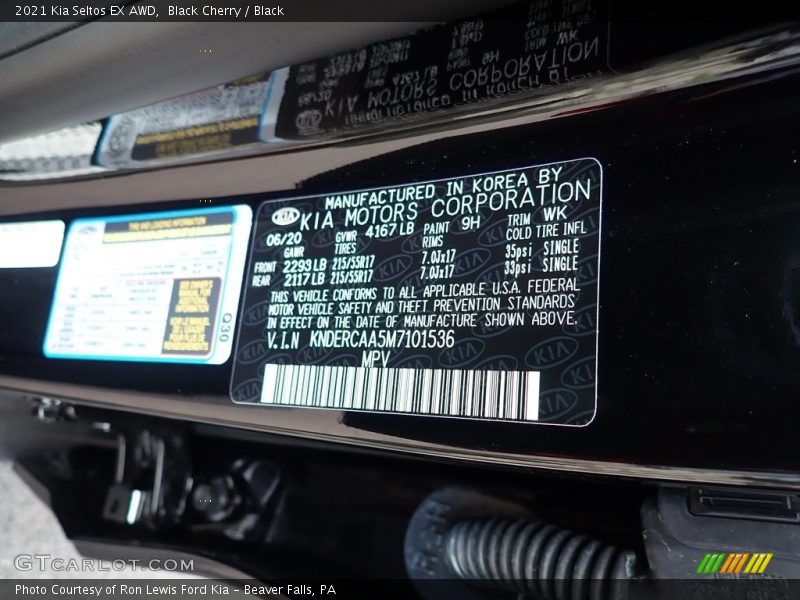 2021 Kia Seltos EX AWD,  Black Cherry / Black
MANUFACTURED IN KOREA BY
KIA KIA MOTORS CORPORATION
06/20 GVWR 4167 LB PAINT 9H TRIM WK
GAWR TIRES RIMS COLD TIRE INFL
FRONT 2293 LB 215/55R17 7.0Jx17 35psi SINGLE
REAR 2117 LB 215/55R17 7.0Jx17 33psi SINGLE
THIS VEHICLE CONFORMS TO ALL APPLICABLE U.S.A. FEDERAL
MOTOR VEHICLE SAFETY AND THEFT PREVENTION STANDARDS
IN EFFECT ON THE DATE OF MANUFACTURE SHOWN ABOVE.
V.I.N KNDERCAA5M7101536
MPV
030
GTcarlot.com
Photo Courtesy of Ron Lewis Ford Kia – Beaver Falls, PA